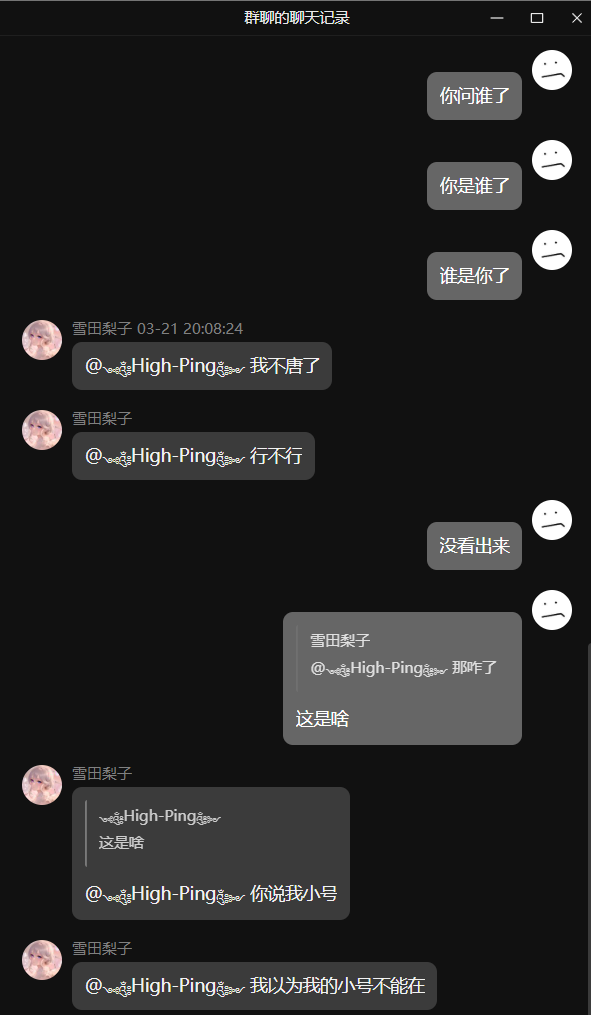 群聊的聊天记录
你问谁了
你是谁了
谁是你了
雪田梨子 03-21 20:08:24
@High-Ping 我不唐了
雪田梨子
@High-Ping 行不行
没看出来
雪田梨子
@High-Ping 那咋了
这是啥
雪田梨子
High-Ping
这是啥
@High-Ping 你说我小号
雪田梨子
@High-Ping 我以为我的小号不能在